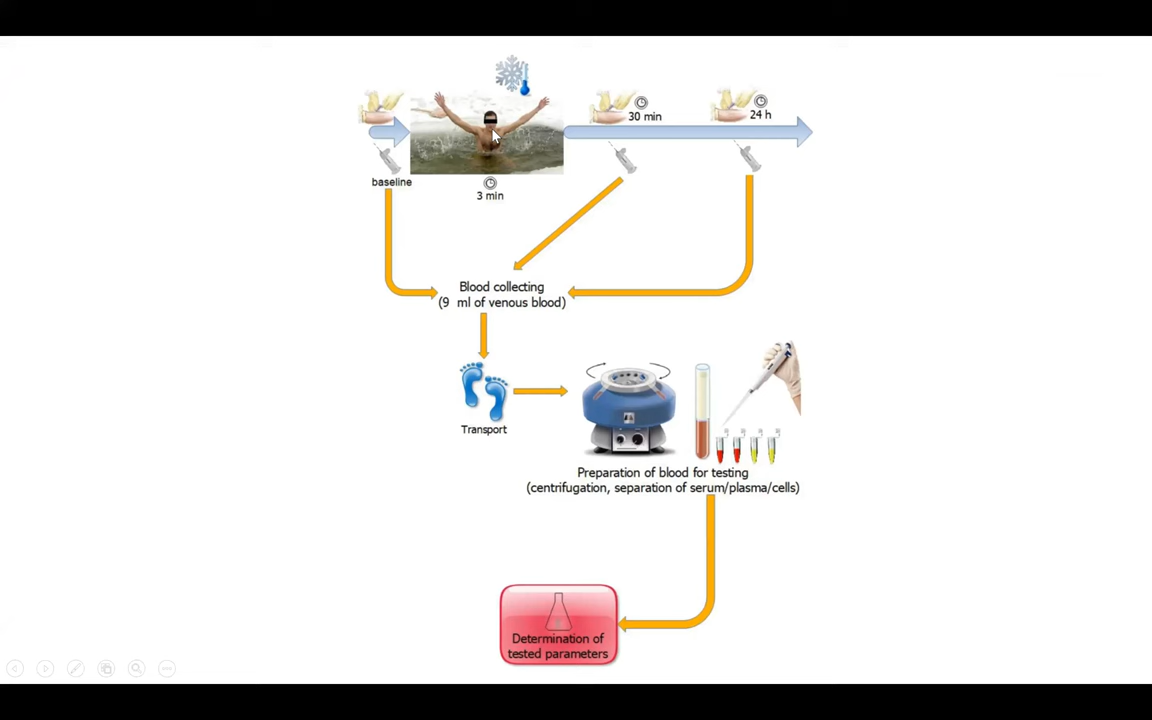 30 min
24 h
baseline
3 min
Blood collecting
(9 ml of venous blood)
Transport
Preparation of blood for testing
(centrifugation, separation of serum/plasma/cells)
Determination of
tested parameters